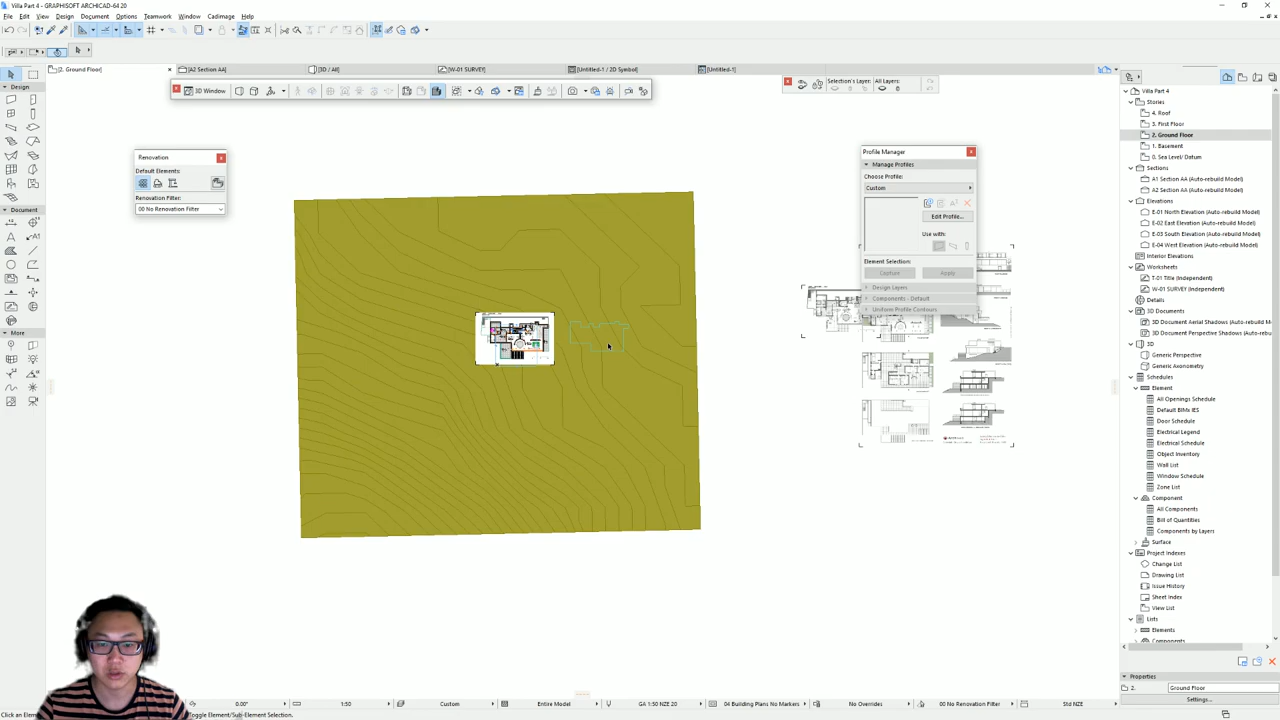 Villa Part 4 - GRAPHISOFT ARCHICAD-64 20
File Edit View Design Document Options Teamwork Window Cadimage Help
[2. Ground Floor]
[A2 Section AA]
[3D / All]
[W-01 SURVEY]
[Untitled-1 / 2D Symbol]
[Untitled-1]
3D Window
Selection's Layer:
All Layers:
Design
Document
More
Renovation
Default Elements:
Renovation Filter:
00 No Renovation Filter
Profile Manager
Manage Profiles
Choose Profile:
Custom
Edit Profile...
Use with:
Element Selection:
Capture
Apply
Design Layers
Components - Default
Uniform Profile Contours
Villa Part 4
Stories
4. Roof
3. First Floor
2. Ground Floor
1. Basement
0. Sea Level/ Datum
Sections
A1 Section AA (Auto-rebuild Model)
A2 Section AA (Auto-rebuild Model)
Elevations
E-01 North Elevation (Auto-rebuild Model)
E-02 East Elevation (Auto-rebuild Model)
E-03 South Elevation (Auto-rebuild Model)
E-04 West Elevation (Auto-rebuild Model)
Interior Elevations
Worksheets
T-01 Title (Independent)
W-01 SURVEY (Independent)
Details
3D Documents
3D Document Aerial Shadows (Auto-rebuild Model)
3D Document Perspective Shadows (Auto-rebuild Model)
3D
Generic Perspective
Generic Axonometry
Schedules
Element
All Openings Schedule
Default BIMx IES
Door Schedule
Electrical Legend
Electrical Schedule
Object Inventory
Wall List
Window Schedule
Zone List
Component
All Components
Bill of Quantities
Components by Layers
Surface
Project Indexes
Change List
Drawing List
Issue History
Sheet Index
View List
Lists
Elements
Components
Properties
2. Ground Floor
Settings...
0.00°
1:50
Custom
Entire Model
GA 1:50 NZE 20
04 Building Plans No Markers
No Overrides
00 No Renovation Filter
Std NZE
Click an Element
Toggle Element/Sub-Element Selection.